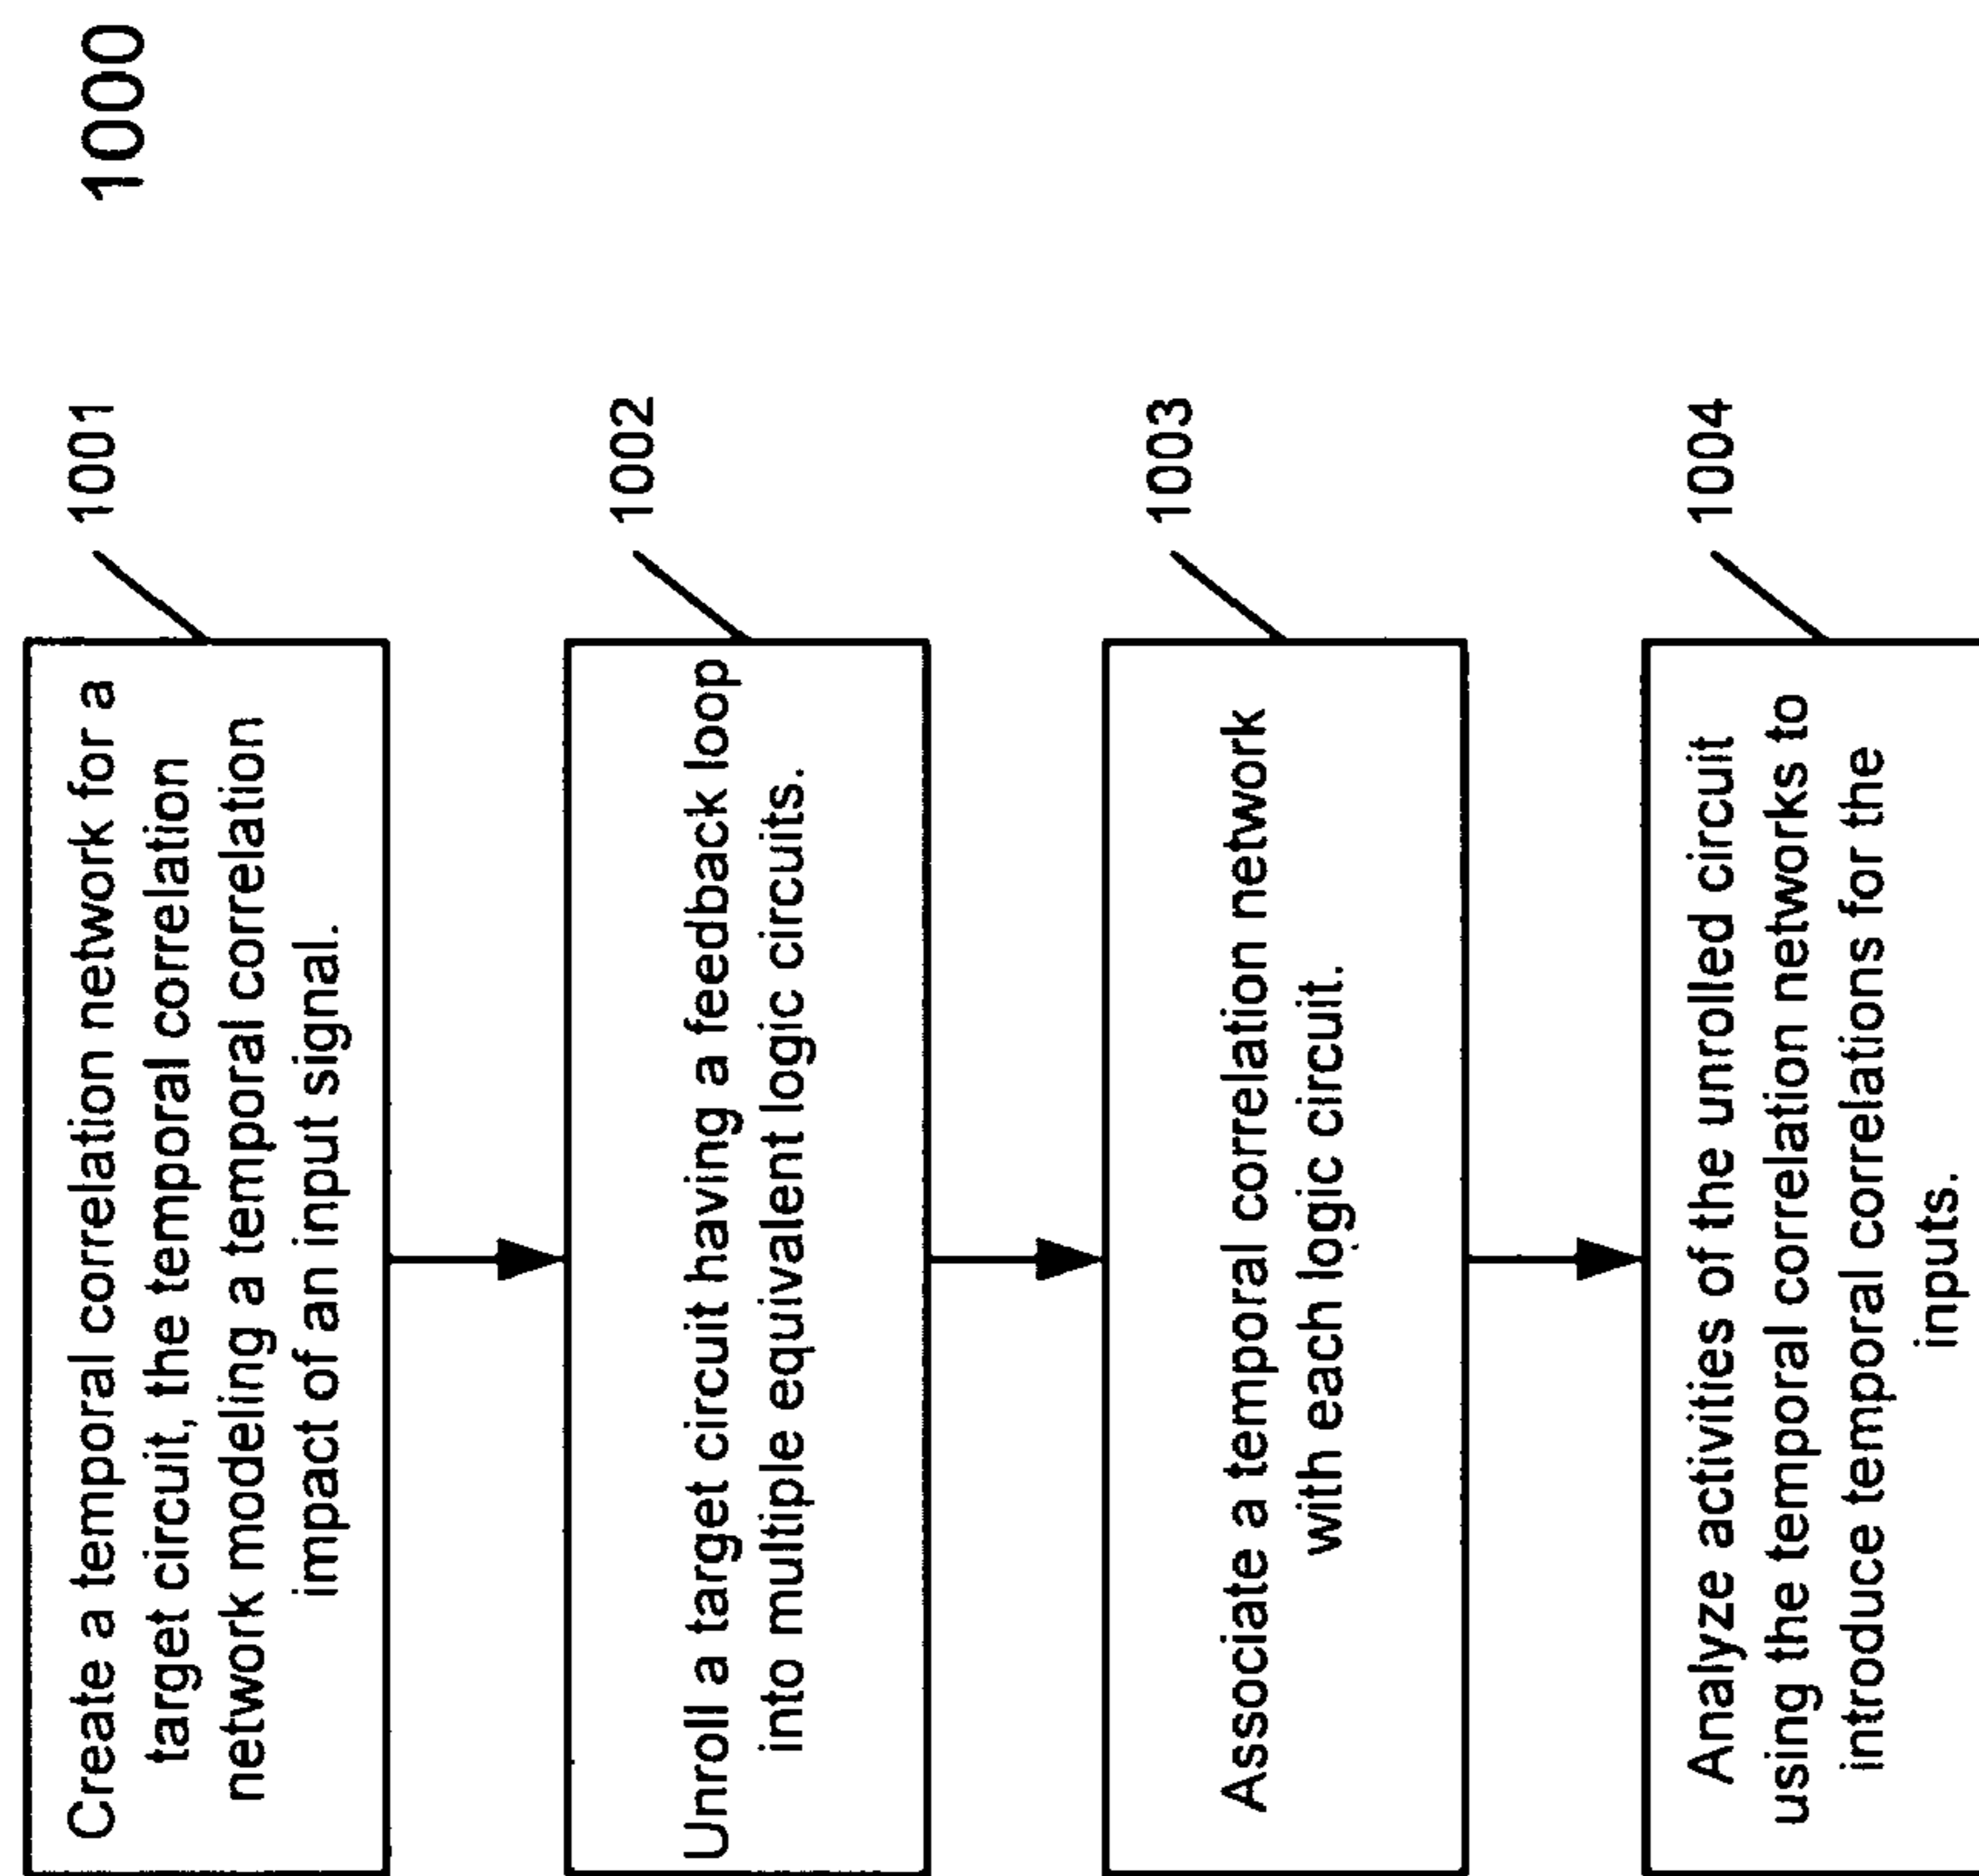 1000
1001
Create a temporal correlation network for a
target circuit, the temporal correlation
network modeling a temporal correlation
impact of an input signal.
1002
Unroll a target circuit having a feedback loop
into multiple equivalent logic circuits.
1003
Associate a temporal correlation network
with each logic circuit.
1004
Analyze activities of the unrolled circuit
using the temporal correlation networks to
introduce temporal correlations for the
inputs.